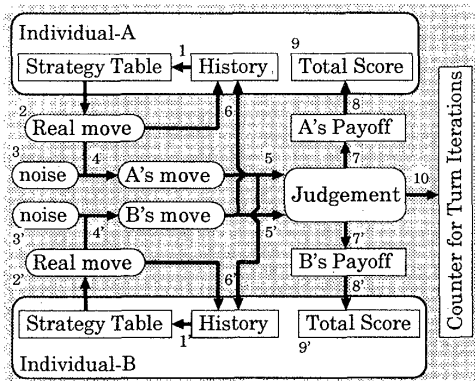 Individual-A
1
9
Strategy Table
History
Total Score
2
6
8
Real move
A's Payoff
3
4
5
7
noise
A's move
Judgement
10
noise
B's move
3'
4'
5'
7'
Real move
B's Payoff
2'
6'
8'
Strategy Table
History
Total Score
1'
9'
Individual-B
Counter for Turn Iterations